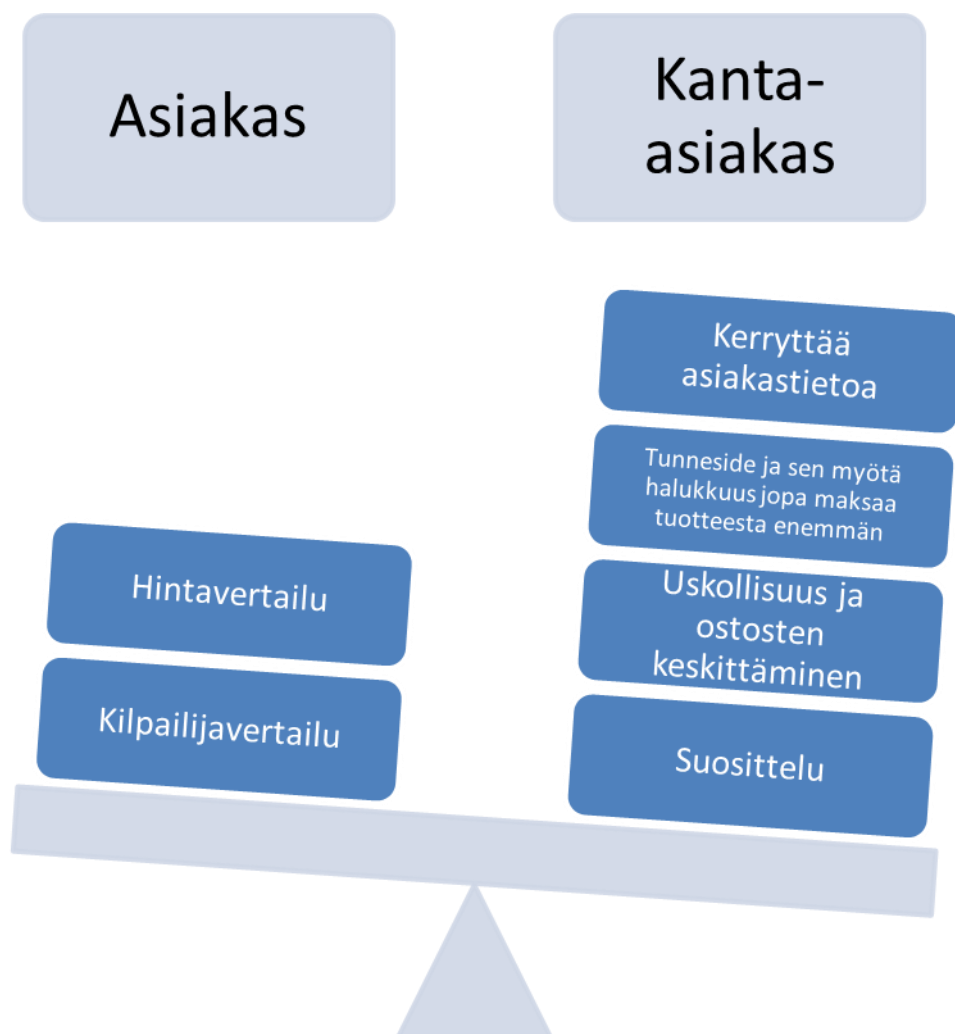 Asiakas
Kanta-
asiakas
Hintavertailu
Kilpailijavertailu
Kerryttää
asiakastietoa
Tunneside ja sen myötä
halukkuus jopa maksaa
tuotteesta enemmän
Uskollisuus ja
ostosten
keskittäminen
Suosittelu